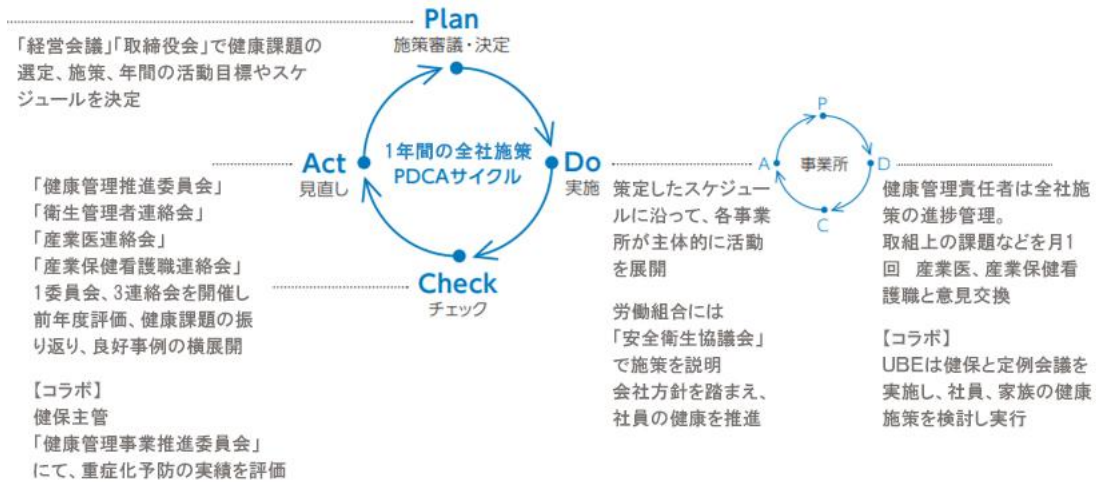 Plan
施策審議・決定
「経営会議」「取締役会」で健康課題の
選定、施策、年間の活動目標やスケ
ジュールを決定
1年間の全社施策
PDCAサイクル
Act
見直し
「健康管理推進委員会」
「衛生管理者連絡会」
「産業医連絡会」
「産業保健看護職連絡会」
1委員会、3連絡会を開催し
前年度評価、健康課題の振
り返り、良好事例の横展開
【コラボ】
健保主管
「健康管理事業推進委員会」
にて、重症化予防の実績を評価
Check
チェック
Do
実施
策定したスケジュー
ルに沿って、各事業
所が主体的に活動
を展開
労働組合には
「安全衛生協議会」
で施策を説明
会社方針を踏まえ、
社員の健康を推進
P
A
事業所
D
C
健康管理責任者は全社施
策の進捗管理。
取組上の課題などを月1
回　産業医、産業保健看
護職と意見交換
【コラボ】
UBEは健保と定例会議を
実施し、社員、家族の健康
施策を検討し実行